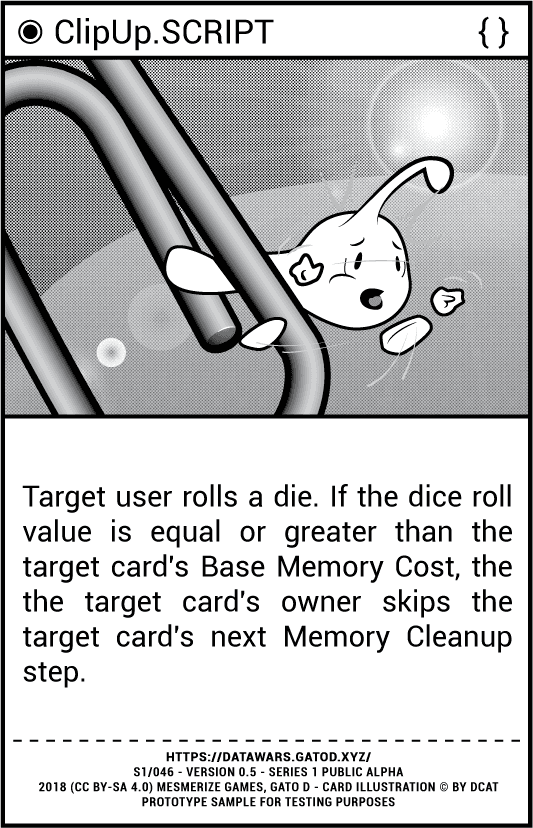 ClipUp.SCRIPT { }
Target user rolls a die. If the dice roll
value is equal or greater than the
target card's Base Memory Cost, the
the target card's owner skips the
target card's next Memory Cleanup
step.
HTTPS://DATAWARS.GATOD.XYZ/
S1/046 - VERSION 0.5 - SERIES 1 PUBLIC ALPHA
2018 (CC BY-SA 4.0) MESMERIZE GAMES, GATO D - CARD ILLUSTRATION © BY DCAT
PROTOTYPE SAMPLE FOR TESTING PURPOSES